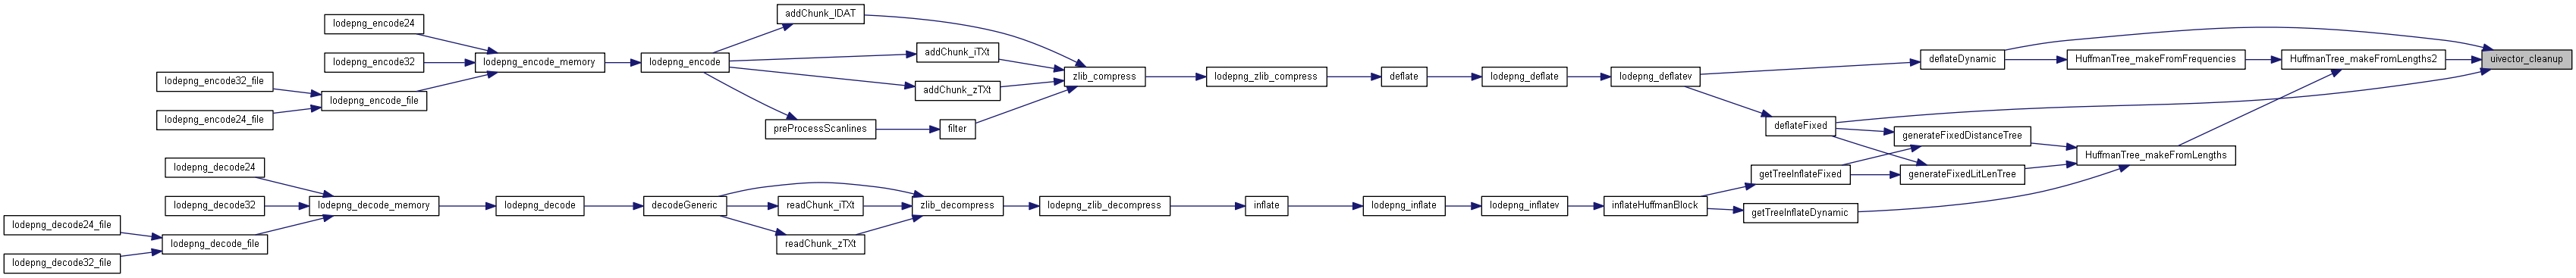 lodepng_encode24
lodepng_encode32
lodepng_encode32_file
lodepng_encode24_file
lodepng_encode_file
lodepng_encode_memory
lodepng_encode
addChunk_IDAT
addChunk_iTXt
addChunk_zTXt
preProcessScanlines
filter
zlib_compress
lodepng_zlib_compress
deflate
lodepng_deflate
lodepng_deflatev
deflateDynamic
HuffmanTree_makeFromFrequencies
HuffmanTree_makeFromLengths2
uivector_cleanup
deflateFixed
generateFixedDistanceTree
generateFixedLitLenTree
HuffmanTree_makeFromLengths
getTreeInflateFixed
getTreeInflateDynamic
inflateHuffmanBlock
lodepng_inflatev
lodepng_inflate
inflate
lodepng_zlib_decompress
zlib_decompress
readChunk_iTXt
readChunk_zTXt
decodeGeneric
lodepng_decode
lodepng_decode_memory
lodepng_decode24
lodepng_decode32
lodepng_decode_file
lodepng_decode24_file
lodepng_decode32_file